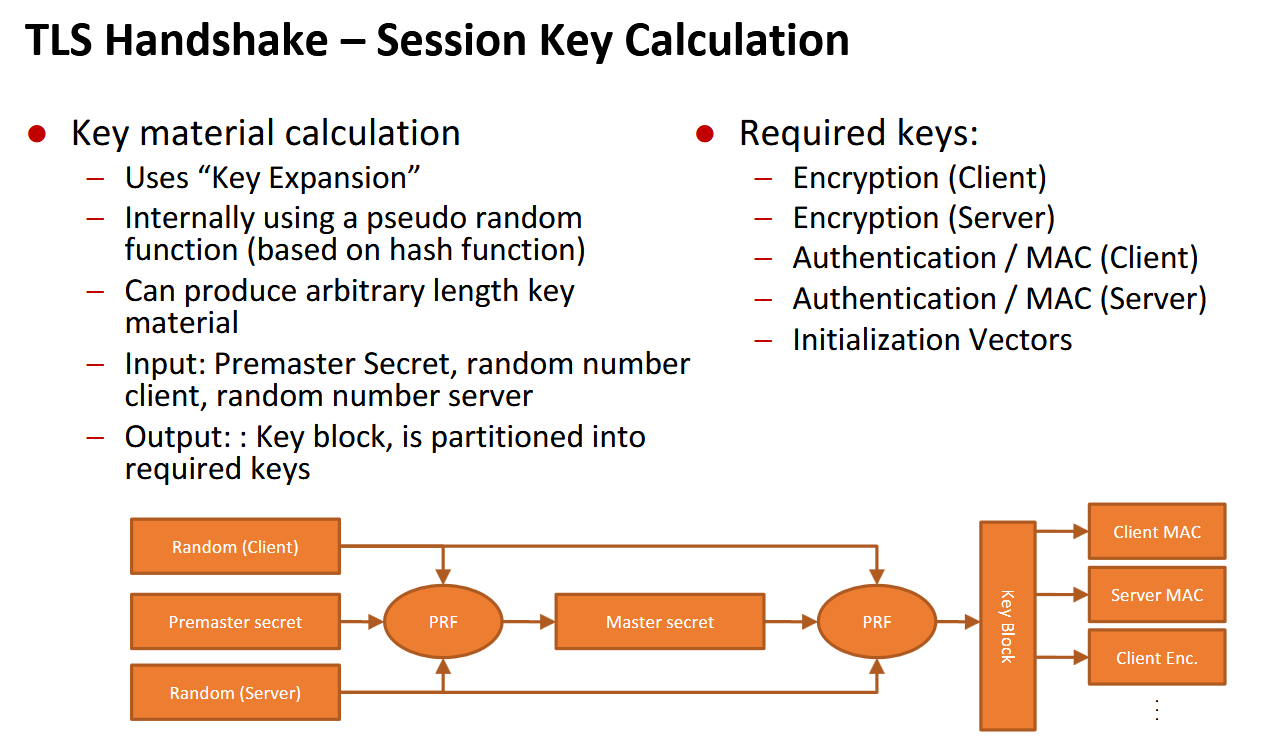 TLS Handshake – Session Key Calculation
● Key material calculation
– Uses “Key Expansion”
– Internally using a pseudo random
function (based on hash function)
– Can produce arbitrary length key
material
– Input: Premaster Secret, random number
client, random number server
– Output: : Key block, is partitioned into
required keys
● Required keys:
– Encryption (Client)
– Encryption (Server)
– Authentication / MAC (Client)
– Authentication / MAC (Server)
– Initialization Vectors
Random (Client)
Premaster secret
Random (Server)
PRF
Master secret
PRF
Key Block
Client MAC
Server MAC
Client Enc.
⋮